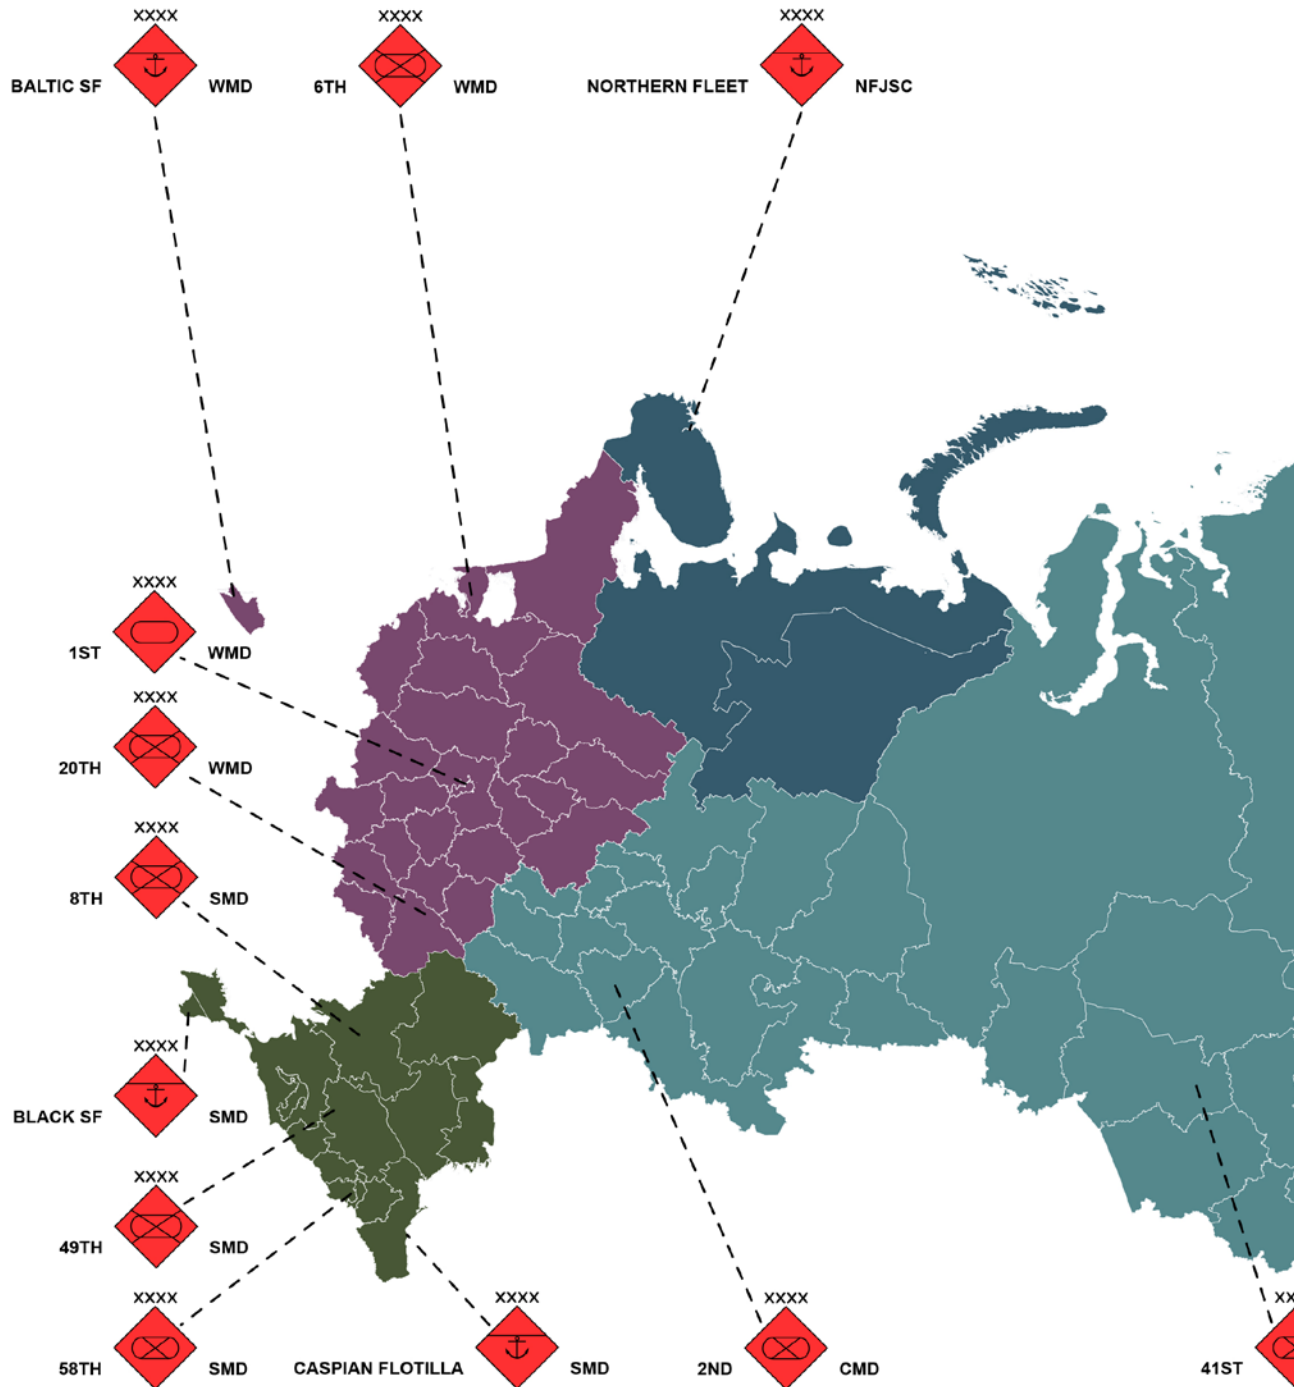 XXXX XXXX XXXX
BALTIC SF WMD 6TH WMD NORTHERN FLEET NFJSC
XXXX
1ST WMD
XXXX
20TH WMD
XXXX
8TH SMD
XXXX
BLACK SF SMD
XXXX
49TH SMD
XXXX XXXX XXXX XX
58TH SMD CASPIAN FLOTILLA SMD 2ND CMD 41ST